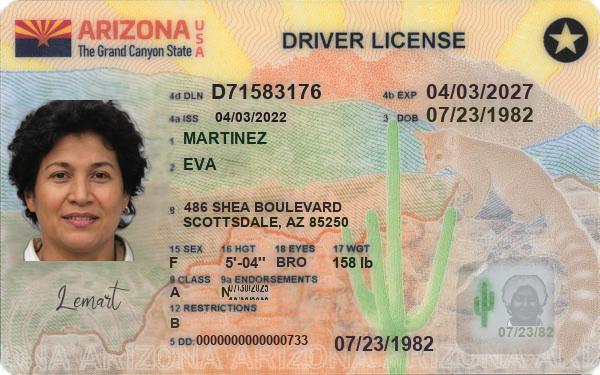 ARIZONA USA
The Grand Canyon State
DRIVER LICENSE
4d DLN D71583176
4b EXP 04/03/2027
4a ISS 04/03/2022
3 DOB 07/23/1982
1 MARTINEZ
2 EVA
8 486 SHEA BOULEVARD
SCOTTSDALE, AZ 85250
15 SEX 16 HGT 18 EYES 17 WGT
F 5'-04" BRO 158 lb
9 CLASS 9a ENDORSEMENTS
A N
12 RESTRICTIONS
B
5 DD: 0000000000000733
07/23/1982
07/23/82
Lemart
ARIZONA ARIZONA ARIZONA ARIZONA